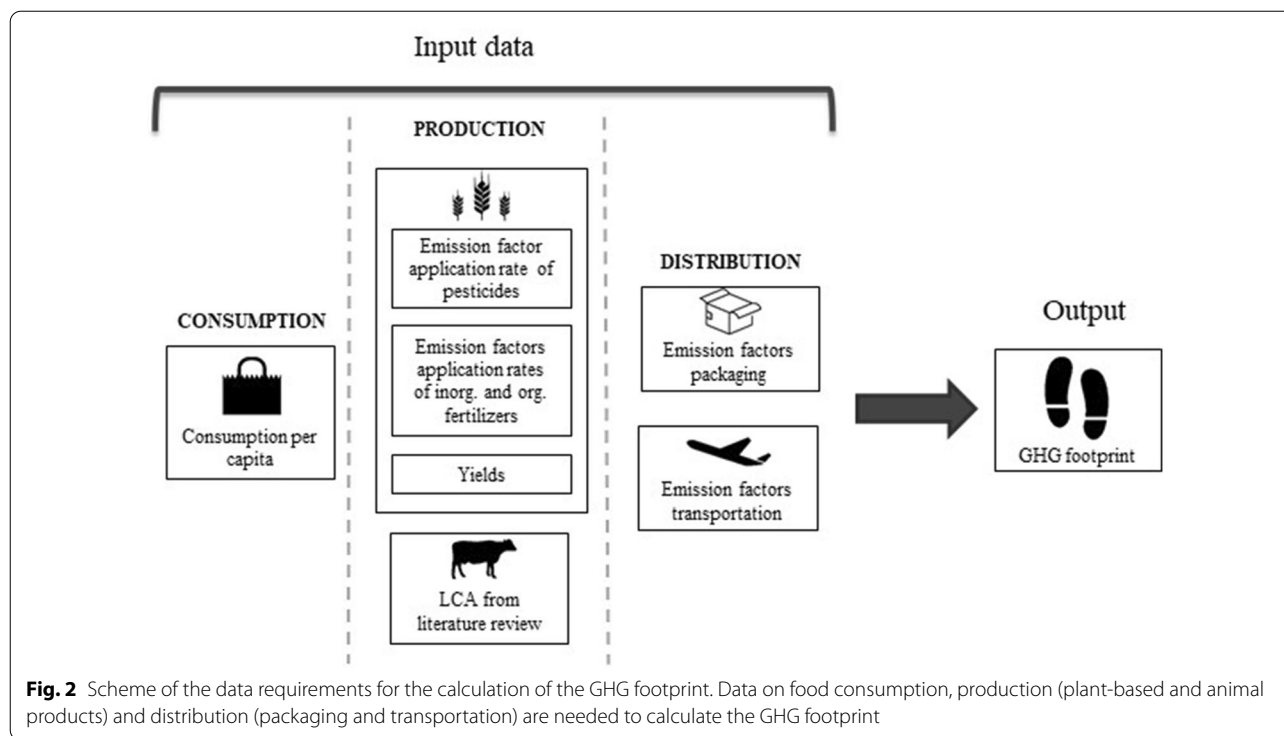 Input data
CONSUMPTION
Consumption per
capita
PRODUCTION
Emission factor
application rate of
pesticides
Emission factors
application rates
of inorg. and org.
fertilizers
Yields
LCA from
literature review
DISTRIBUTION
Emission factors
packaging
Emission factors
transportation
Output
GHG footprint
Fig. 2 Scheme of the data requirements for the calculation of the GHG footprint. Data on food consumption, production (plant-based and animal
products) and distribution (packaging and transportation) are needed to calculate the GHG footprint